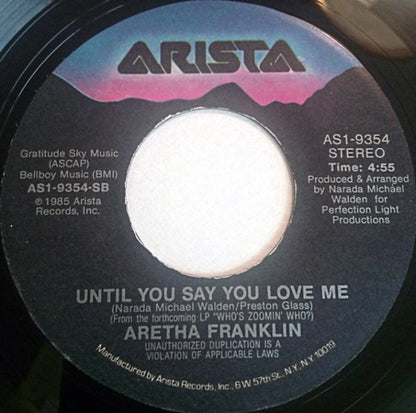 ARISTA
Gratitude Sky Music
(ASCAP)
Bellboy Music (BMI)
AS1-9354-SB
℗ 1985 Arista
Records, Inc.
AS1-9354
STEREO
Time: 4:55
Produced & Arranged
by Narada Michael
Walden for
Perfection Light
Productions
UNTIL YOU SAY YOU LOVE ME
(Narada Michael Walden/Preston Glass)
(From the forthcoming LP "WHO'S ZOOMIN' WHO?)
ARETHA FRANKLIN
UNAUTHORIZED DUPLICATION IS A
VIOLATION OF APPLICABLE LAWS
Manufactured by Arista Records, Inc., 6 W. 57th St., N.Y., N.Y. 10019